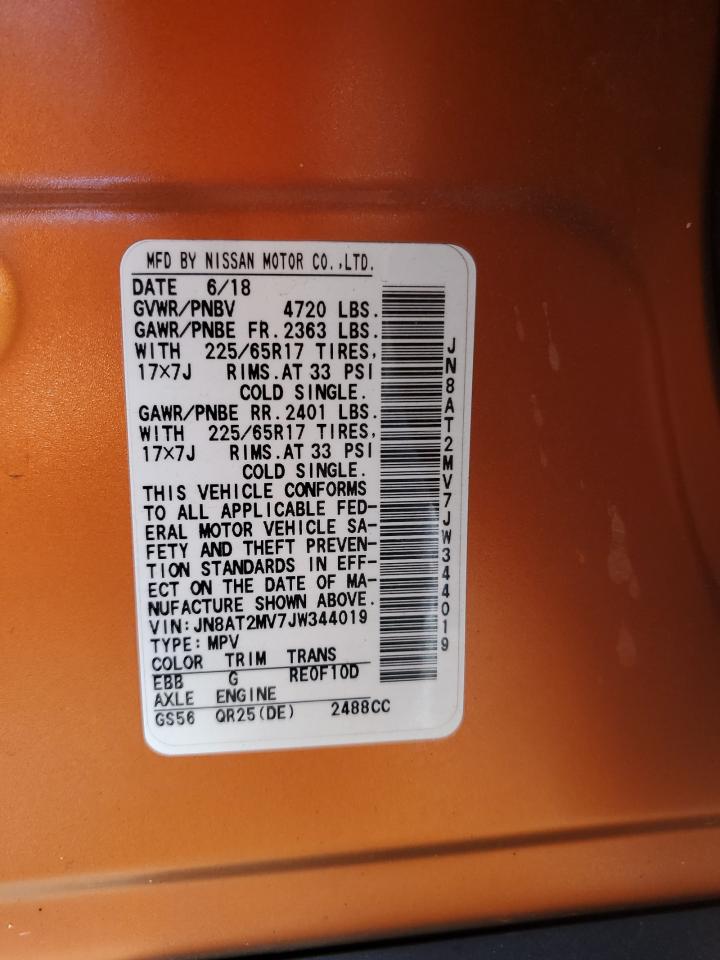 MFD BY NISSAN MOTOR CO.,LTD.
DATE 6/18
GVWR/PNBV 4720 LBS.
GAWR/PNBE FR. 2363 LBS.
WITH 225/65R17 TIRES,
17×7J RIMS.AT 33 PSI
COLD SINGLE.
GAWR/PNBE RR. 2401 LBS.
WITH 225/65R17 TIRES,
17×7J RIMS.AT 33 PSI
COLD SINGLE.
THIS VEHICLE CONFORMS
TO ALL APPLICABLE FED-
ERAL MOTOR VEHICLE SA-
FETY AND THEFT PREVEN-
TION STANDARDS IN EFF-
ECT ON THE DATE OF MA-
NUFACTURE SHOWN ABOVE.
VIN:JN8AT2MV7JW344019
TYPE:MPV
COLOR TRIM TRANS
EBB G RE0F10D
AXLE ENGINE
GS56 QR25(DE) 2488CC
JN8AT2MV7JW344019